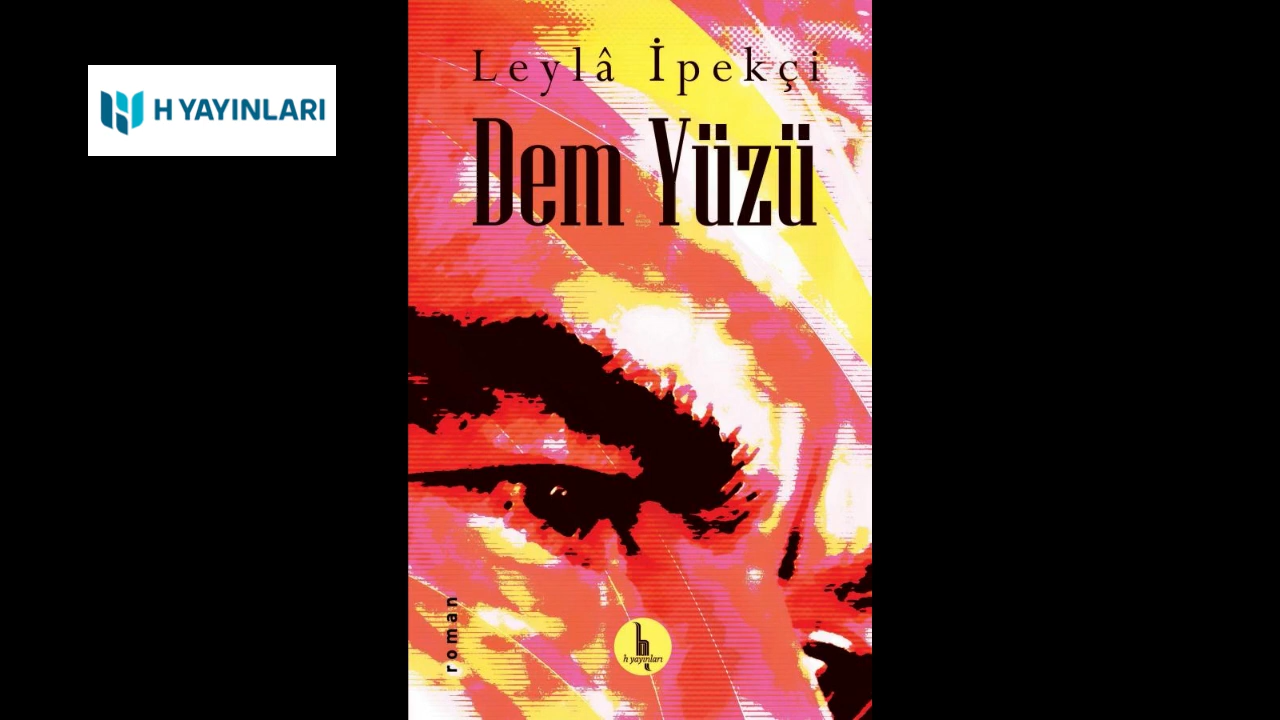 H YAYINLARI
Leylâ İpekçi
Dem Yüzü
roman
h yayınları